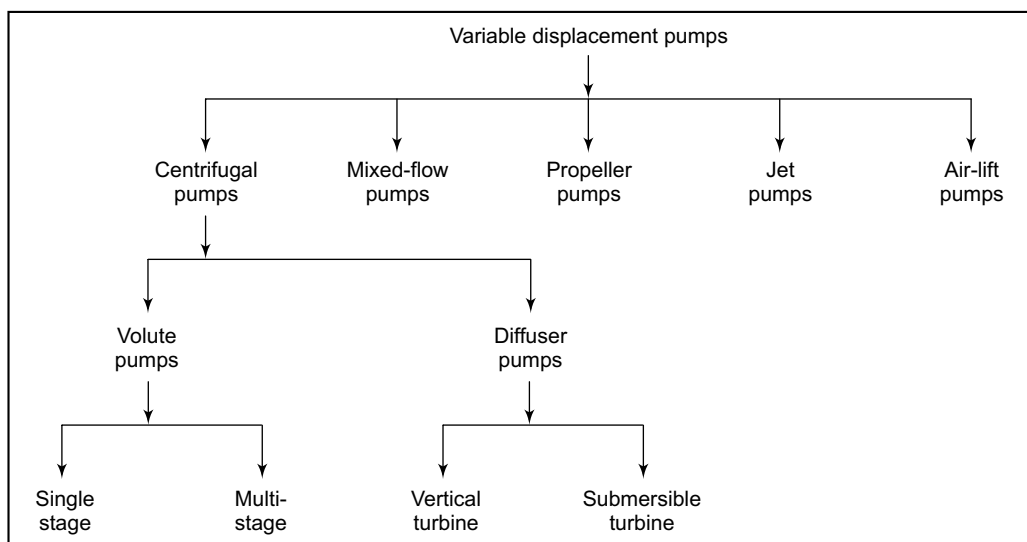 Variable displacement pumps
Centrifugal
pumps
Mixed-flow
pumps
Propeller
pumps
Jet
pumps
Air-lift
pumps
Volute
pumps
Diffuser
pumps
Single
stage
Multi-
stage
Vertical
turbine
Submersible
turbine